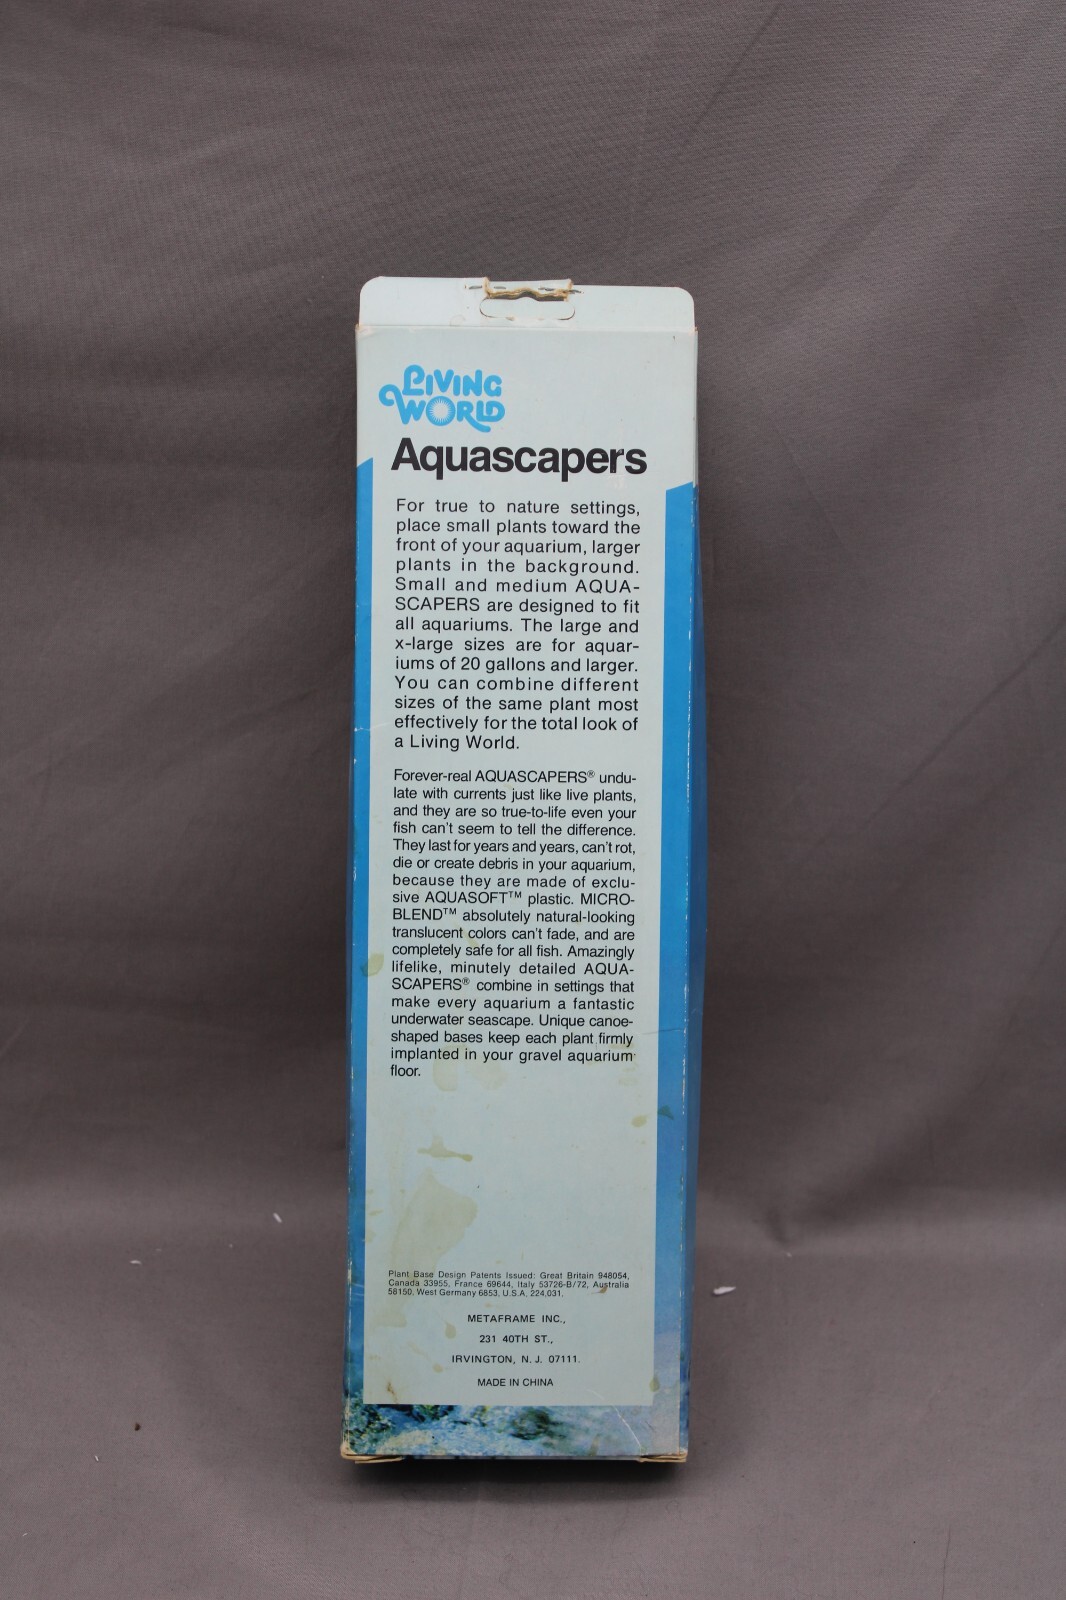 LIVING
WORLD
Aquascapers
For true to nature settings,
place small plants toward the
front of your aquarium, larger
plants in the background.
Small and medium AQUA-
SCAPERS are designed to fit
all aquariums. The large and
x-large sizes are for aquar-
iums of 20 gallons and larger.
You can combine different
sizes of the same plant most
effectively for the total look of
a Living World.
Forever-real AQUASCAPERS® undu-
late with currents just like live plants,
and they are so true-to-life even your
fish can't seem to tell the difference.
They last for years and years, can't rot,
die or create debris in your aquarium,
because they are made of exclu-
sive AQUASOFT™ plastic. MICRO-
BLEND™ absolutely natural-looking
translucent colors can't fade, and are
completely safe for all fish. Amazingly
lifelike, minutely detailed AQUA-
SCAPERS® combine in settings that
make every aquarium a fantastic
underwater seascape. Unique canoe-
shaped bases keep each plant firmly
implanted in your gravel aquarium
floor.
Plant Base Design Patents Issued: Great Britain 948054,
Canada 33955, France 69644, Italy 53726-B/72, Australia
58150, West Germany 6853, U.S.A. 224,031.
METAFRAME INC.,
231 40TH ST.,
IRVINGTON, N. J. 07111.
MADE IN CHINA